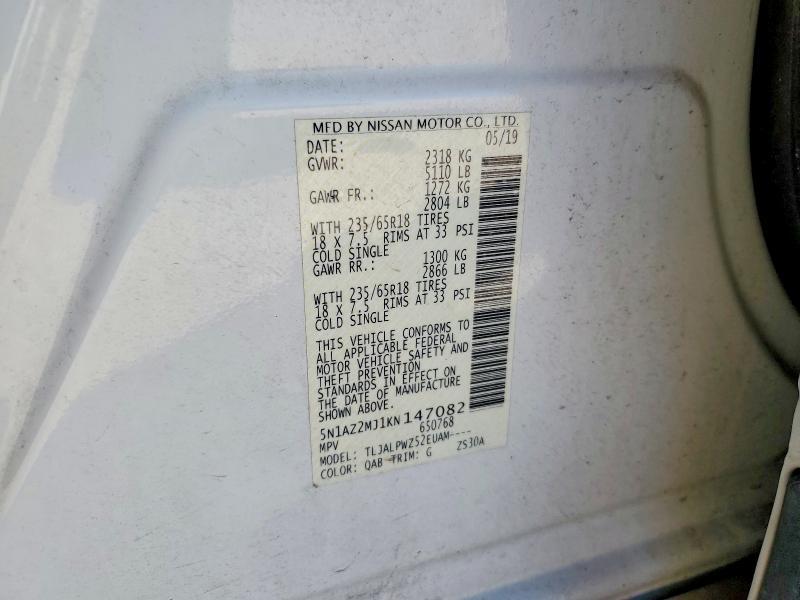 MFD BY NISSAN MOTOR CO., LTD.
DATE: 05/19
GVWR: 2318 KG
5110 LB
GAWR FR.: 1272 KG
2804 LB
WITH 235/65R18 TIRES
18 X 7.5 RIMS AT 33 PSI
COLD SINGLE
GAWR RR.: 1300 KG
2866 LB
WITH 235/65R18 TIRES
18 X 7.5 RIMS AT 33 PSI
COLD SINGLE
THIS VEHICLE CONFORMS TO
ALL APPLICABLE FEDERAL
MOTOR VEHICLE SAFETY AND
THEFT PREVENTION
STANDARDS IN EFFECT ON
THE DATE OF MANUFACTURE
SHOWN ABOVE.
5N1AZ2MJ1KN147082
MPV 650768
MODEL: TLJALPWZ52EUAM----
COLOR: QAB TRIM: G ZS30A